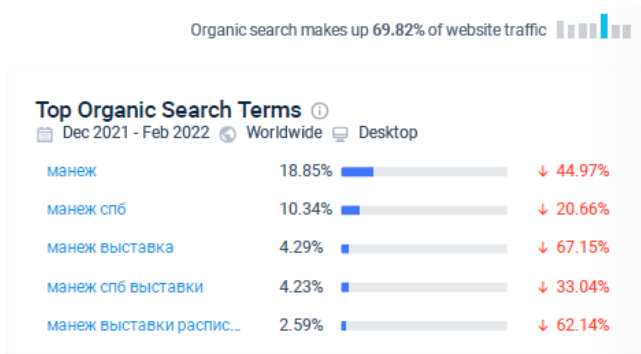 Organic search makes up 69.82% of website traffic
Top Organic Search Terms
Dec 2021 - Feb 2022 Worldwide Desktop
манеж 18.85% ↓ 44.97%
манеж спб 10.34% ↓ 20.66%
манеж выставка 4.29% ↓ 67.15%
манеж спб выставки 4.23% ↓ 33.04%
манеж выставки распис... 2.59% ↓ 62.14%